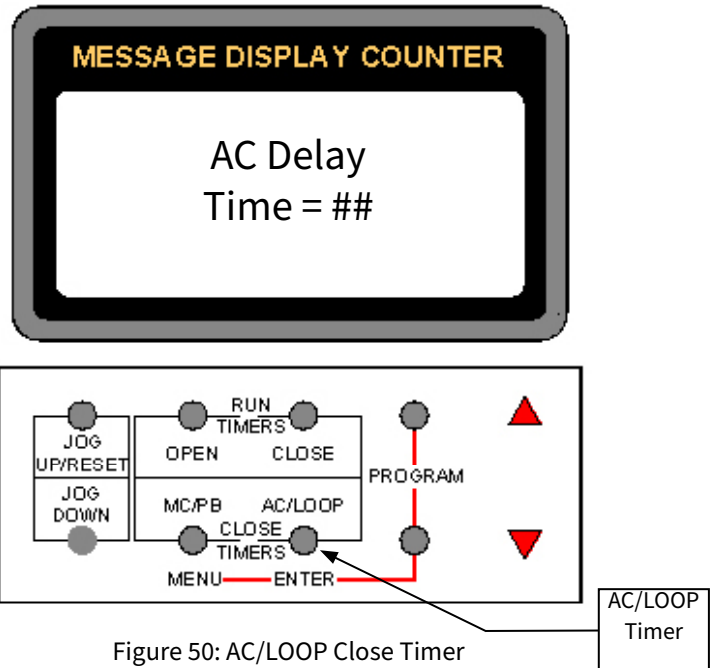 MESSAGE DISPLAY COUNTER
AC Delay
Time = ##
JOG
UP/RESET
JOG
DOWN
RUN
TIMERS
OPEN CLOSE
MC/PB AC/LOOP
CLOSE
TIMERS
MENU ENTER
PROGRAM
AC/LOOP
Timer
Figure 50: AC/LOOP Close Timer